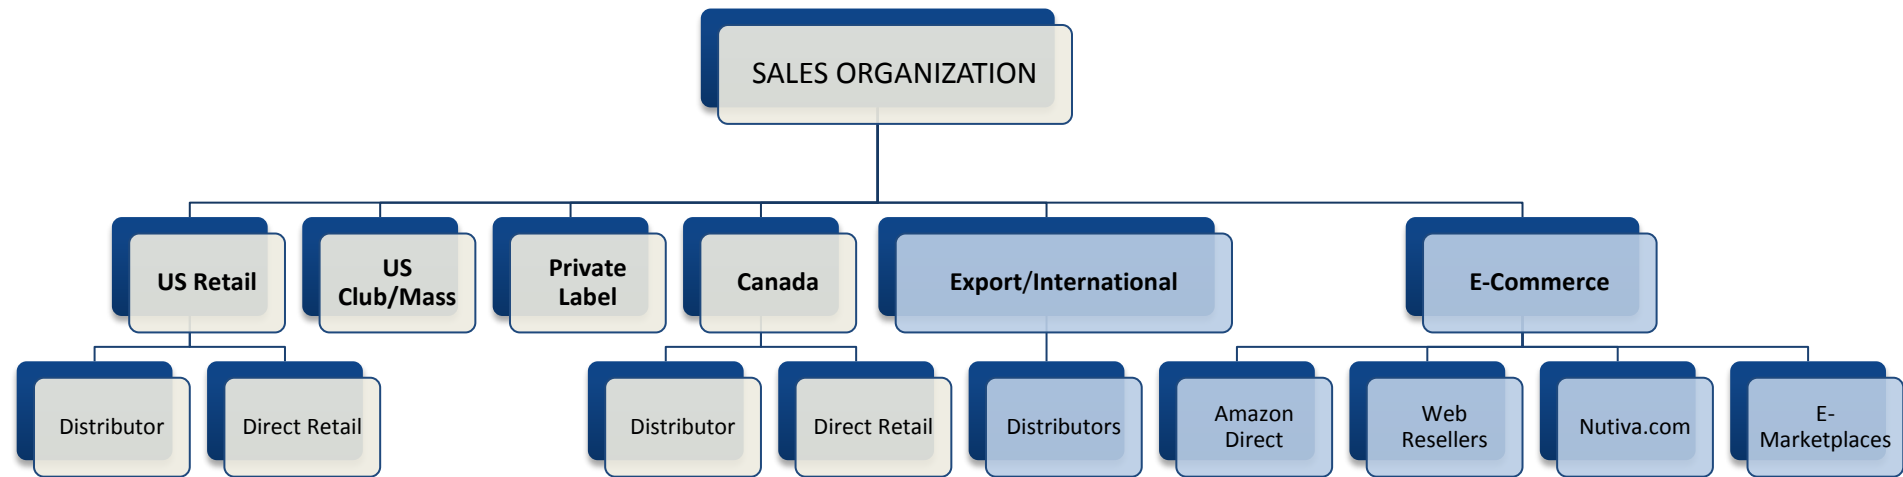 SALES ORGANIZATION
US Retail
US
Club/Mass
Private
Label
Canada
Export/International
E-Commerce
Distributor
Direct Retail
Distributor
Direct Retail
Distributors
Amazon
Direct
Web
Resellers
Nutiva.com
E-
Marketplaces